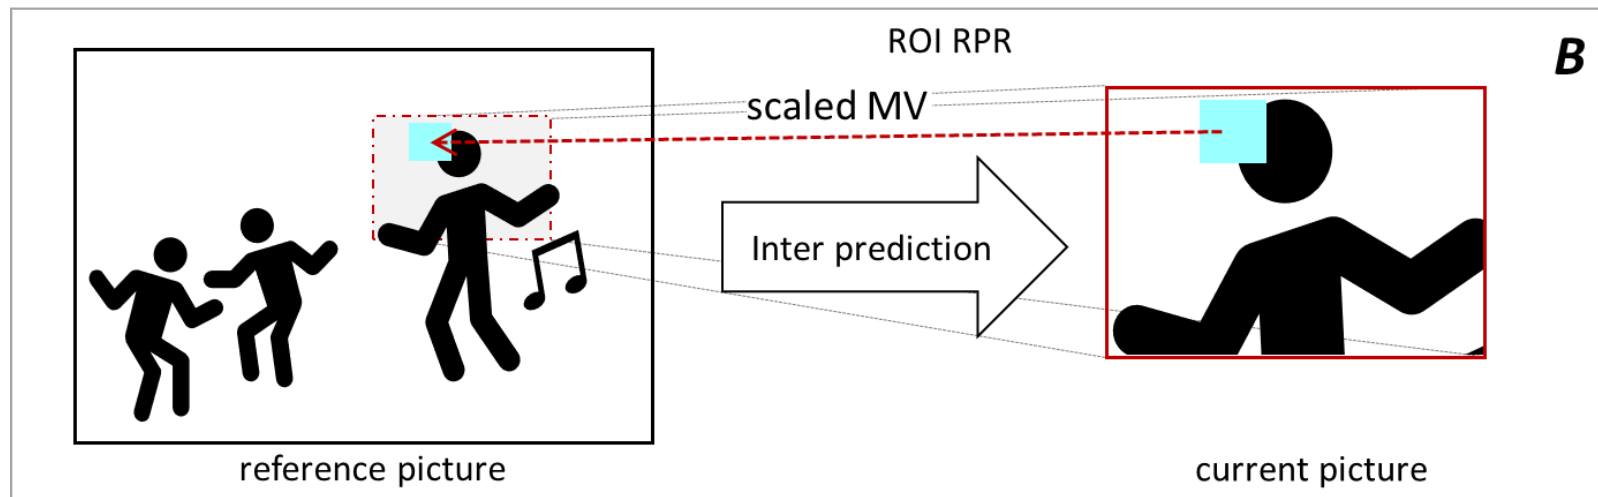 ROI RPR
B
scaled MV
Inter prediction
reference picture
current picture